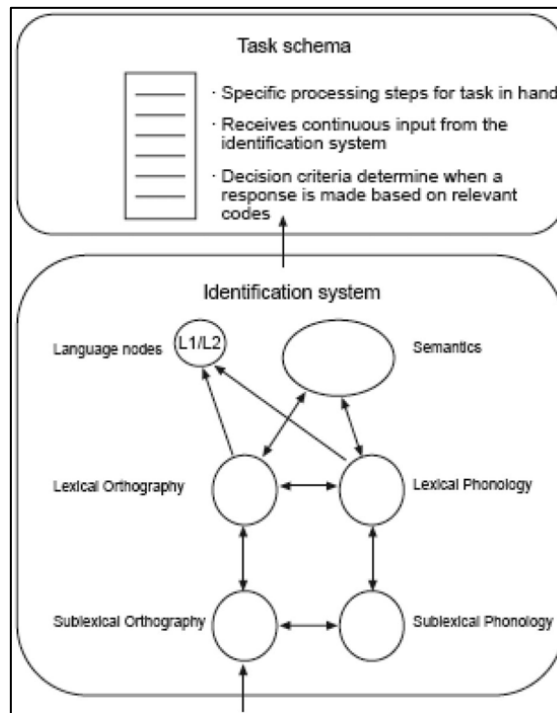 Task schema
· Specific processing steps for task in hand
· Receives continuous input from the
identification system
· Decision criteria determine when a
response is made based on relevant
codes
Identification system
Language nodes
L1/L2
Semantics
Lexical Orthography
Lexical Phonology
Sublexical Orthography
Sublexical Phonology